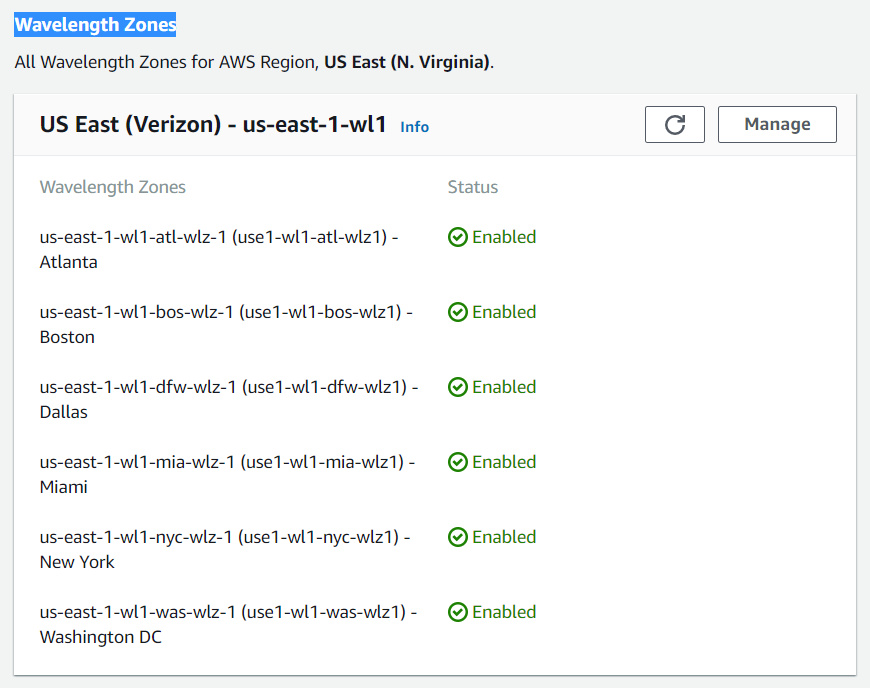 Wavelength Zones
All Wavelength Zones for AWS Region, US East (N. Virginia).
US East (Verizon) - us-east-1-wl1 Info
Manage
Wavelength Zones Status
us-east-1-wl1-atl-wlz-1 (use1-wl1-atl-wlz1) - Enabled
Atlanta
us-east-1-wl1-bos-wlz-1 (use1-wl1-bos-wlz1) - Enabled
Boston
us-east-1-wl1-dfw-wlz-1 (use1-wl1-dfw-wlz1) - Enabled
Dallas
us-east-1-wl1-mia-wlz-1 (use1-wl1-mia-wlz1) - Enabled
Miami
us-east-1-wl1-nyc-wlz-1 (use1-wl1-nyc-wlz1) - Enabled
New York
us-east-1-wl1-was-wlz-1 (use1-wl1-was-wlz1) - Enabled
Washington DC